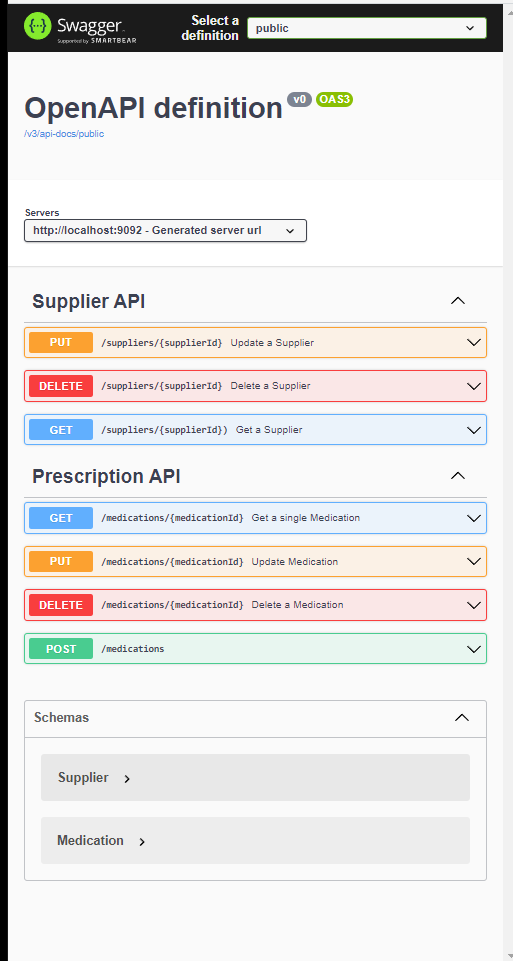 Swagger
Supported by SMARTBEAR
Select a definition
public
OpenAPI definition v0 OAS3
/v3/api-docs/public
Servers
http://localhost:9092 - Generated server url
Supplier API
PUT /suppliers/{supplierId} Update a Supplier
DELETE /suppliers/{supplierId} Delete a Supplier
GET /suppliers/{supplierId}) Get a Supplier
Prescription API
GET /medications/{medicationId} Get a single Medication
PUT /medications/{medicationId} Update Medication
DELETE /medications/{medicationId} Delete a Medication
POST /medications
Schemas
Supplier
Medication